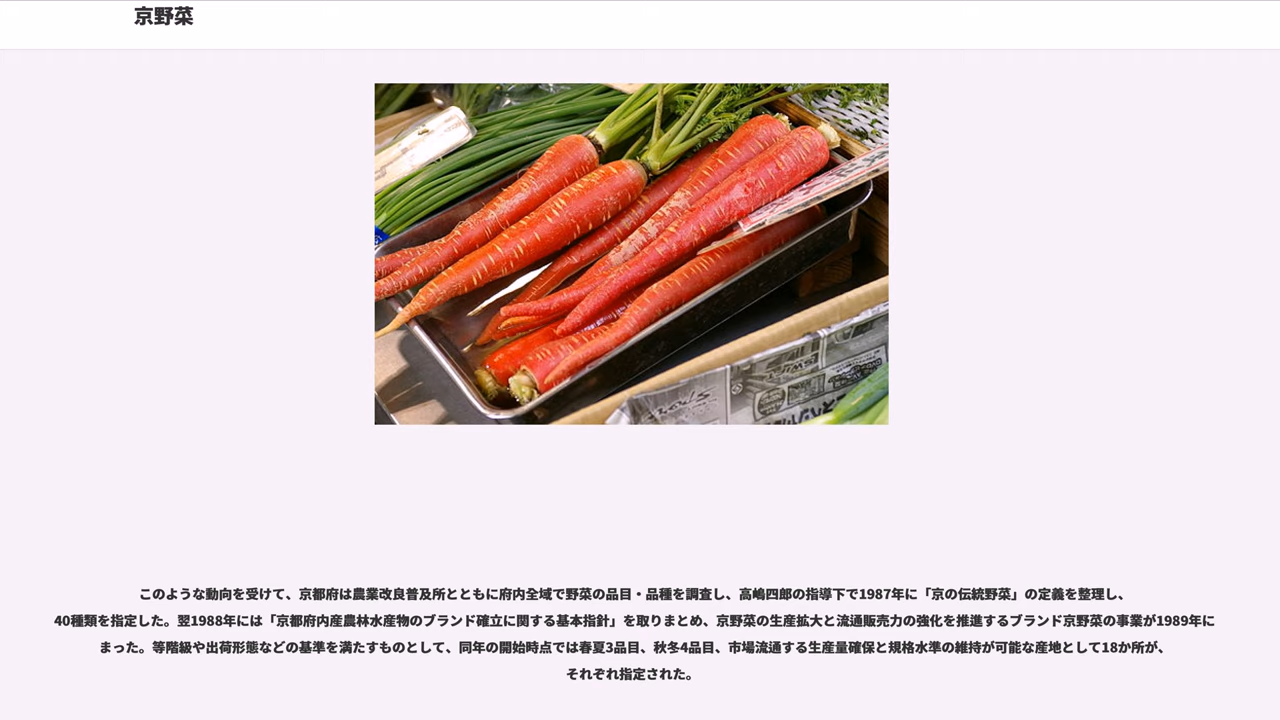 京野菜
このような動向を受けて、京都府は農業改良普及所とともに府内全域で野菜の品目・品種を調査し、高嶋四郎の指導下で1987年に「京の伝統野菜」の定義を整理し、
40種類を指定した。翌1988年には「京都府内産農林水産物のブランド確立に関する基本指針」を取りまとめ、京野菜の生産拡大と流通販売力の強化を推進するブランド京野菜の事業が1989年に
まった。等階級や出荷形態などの基準を満たすものとして、同年の開始時点では春夏3品目、秋冬4品目、市場流通する生産量確保と規格水準の維持が可能な産地として18か所が、
それぞれ指定された。